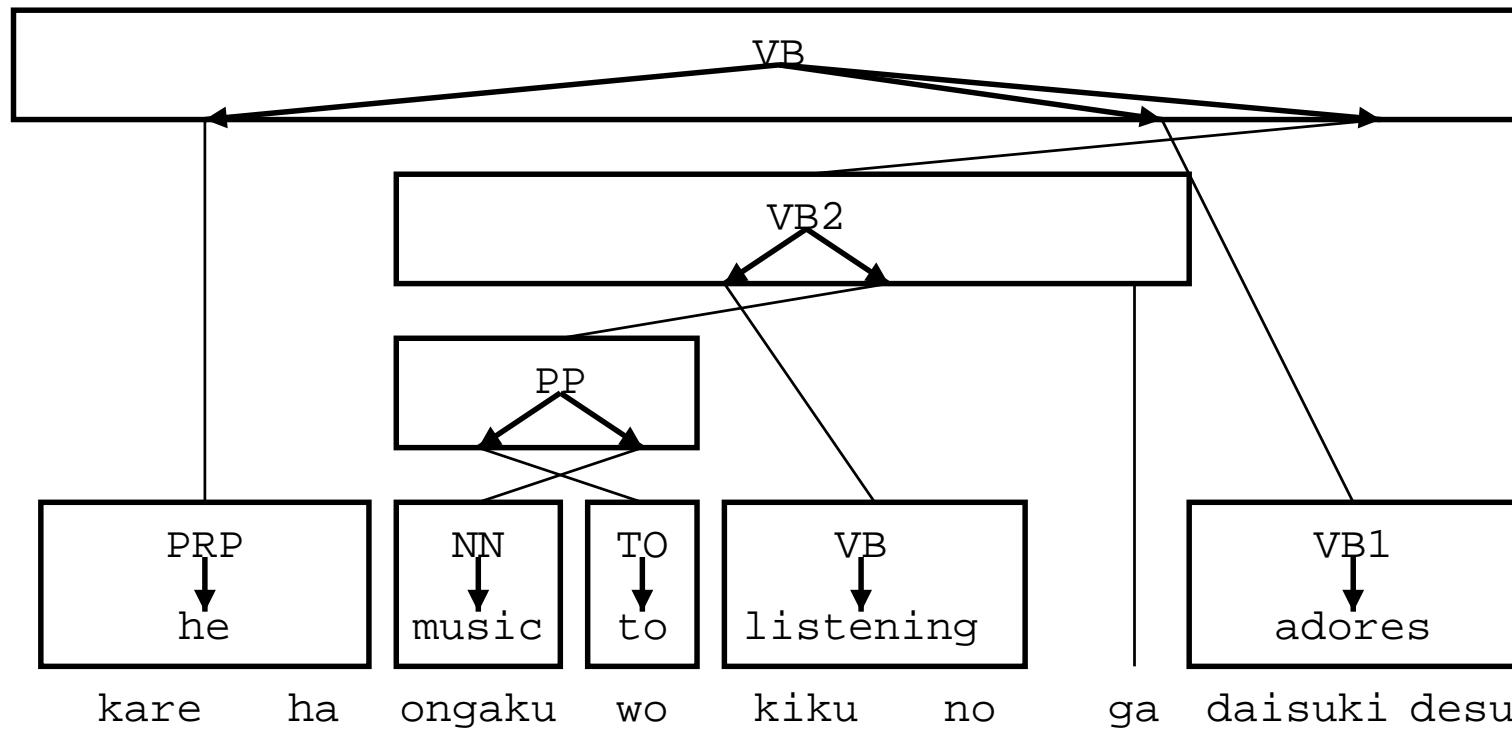 VB
VB2
PP
PRP NN TO VB VB1
he music to listening adores
kare ha ongaku wo kiku no ga daisuki desu